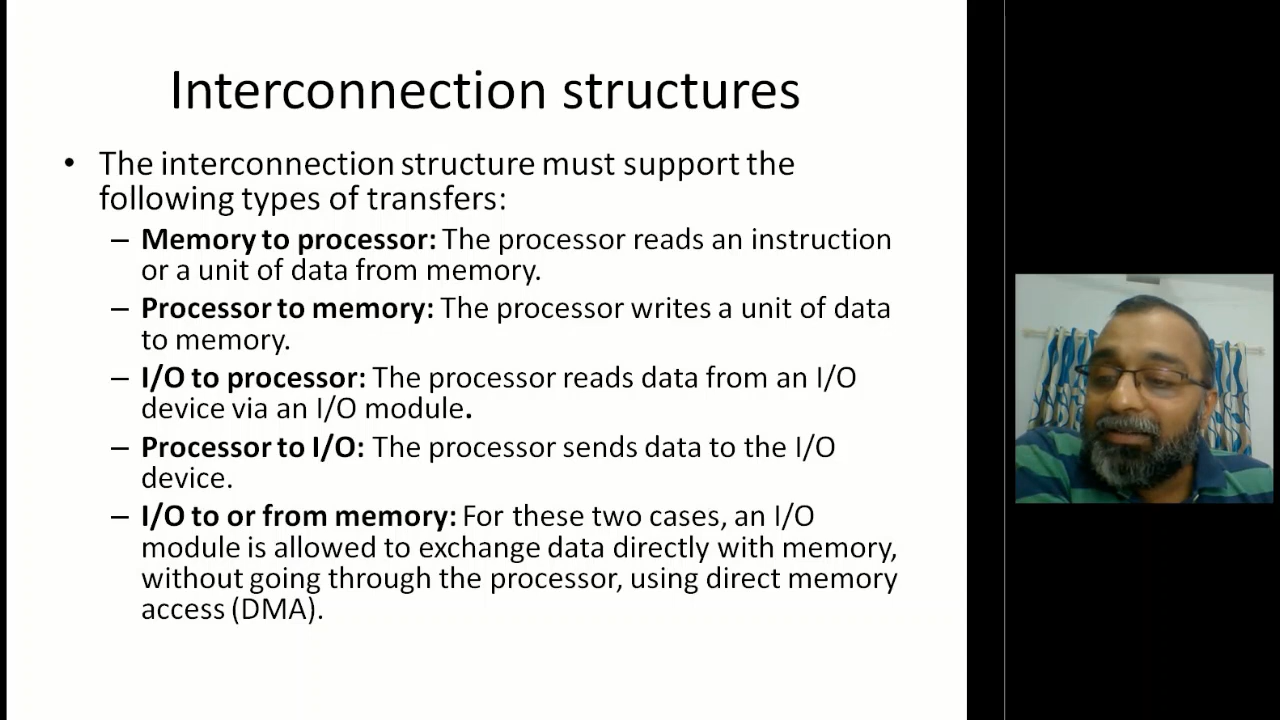 Interconnection structures
• The interconnection structure must support the
following types of transfers:
– Memory to processor: The processor reads an instruction
or a unit of data from memory.
– Processor to memory: The processor writes a unit of data
to memory.
– I/O to processor: The processor reads data from an I/O
device via an I/O module.
– Processor to I/O: The processor sends data to the I/O
device.
– I/O to or from memory: For these two cases, an I/O
module is allowed to exchange data directly with memory,
without going through the processor, using direct memory
access (DMA).